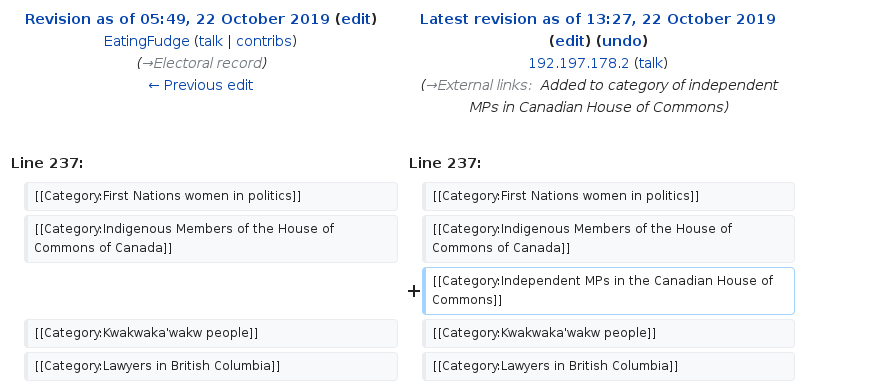 Revision as of 05:49, 22 October 2019 (edit)
EatingFudge (talk | contribs)
(→Electoral record)
← Previous edit
Latest revision as of 13:27, 22 October 2019
(edit) (undo)
192.197.178.2 (talk)
(→External links: Added to category of independent
MPs in Canadian House of Commons)
Line 237:
Line 237:
[[Category:First Nations women in politics]]
[[Category:First Nations women in politics]]
[[Category:Indigenous Members of the House of
Commons of Canada]]
[[Category:Indigenous Members of the House of
Commons of Canada]]
+
[[Category:Independent MPs in the Canadian House of
Commons]]
[[Category:Kwakwaka'wakw people]]
[[Category:Kwakwaka'wakw people]]
[[Category:Lawyers in British Columbia]]
[[Category:Lawyers in British Columbia]]